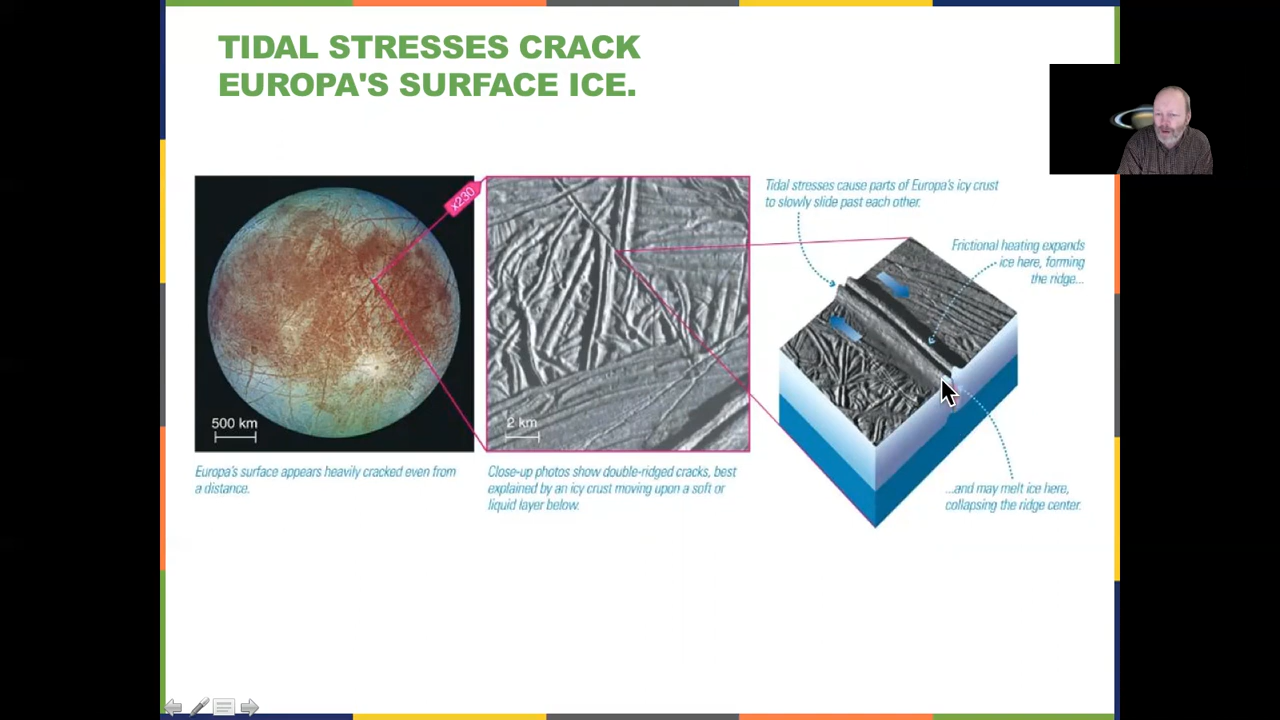 TIDAL STRESSES CRACK
EUROPA'S SURFACE ICE.
x230
500 km
2 km
Europa's surface appears heavily cracked even from
a distance.
Close-up photos show double-ridged cracks, best
explained by an icy crust moving upon a soft or
liquid layer below.
Tidal stresses cause parts of Europa's icy crust
to slowly slide past each other.
Frictional heating expands
ice here, forming
the ridge...
...and may melt ice here,
collapsing the ridge center.